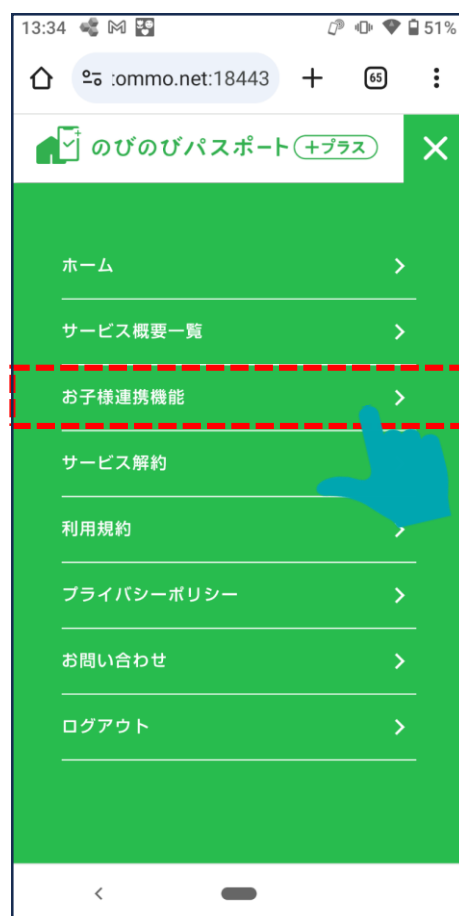 13:34 51%
:ommo.net:18443 65
のびのびパスポート +プラス
ホーム
サービス概要一覧
お子様連携機能
サービス解約
利用規約
プライバシーポリシー
お問い合わせ
ログアウト